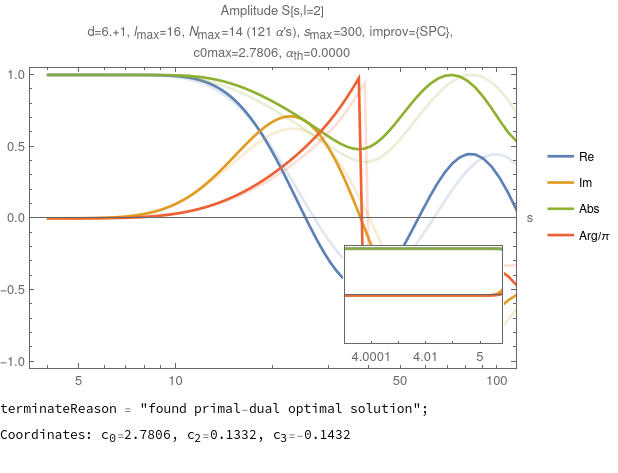 Amplitude S[s,l=2]
d=6.+1, lmax=16, Nmax=14 (121 α's), smax=300, improv={SPC},
c0max=2.7806, αth=0.0000
1.0
0.5
0.0
-0.5
-1.0
5
10
50
100
s
4.0001
4.01
5
Re
Im
Abs
Arg/π
terminateReason = "found primal-dual optimal solution";
Coordinates: c0=2.7806, c2=0.1332, c3=-0.1432